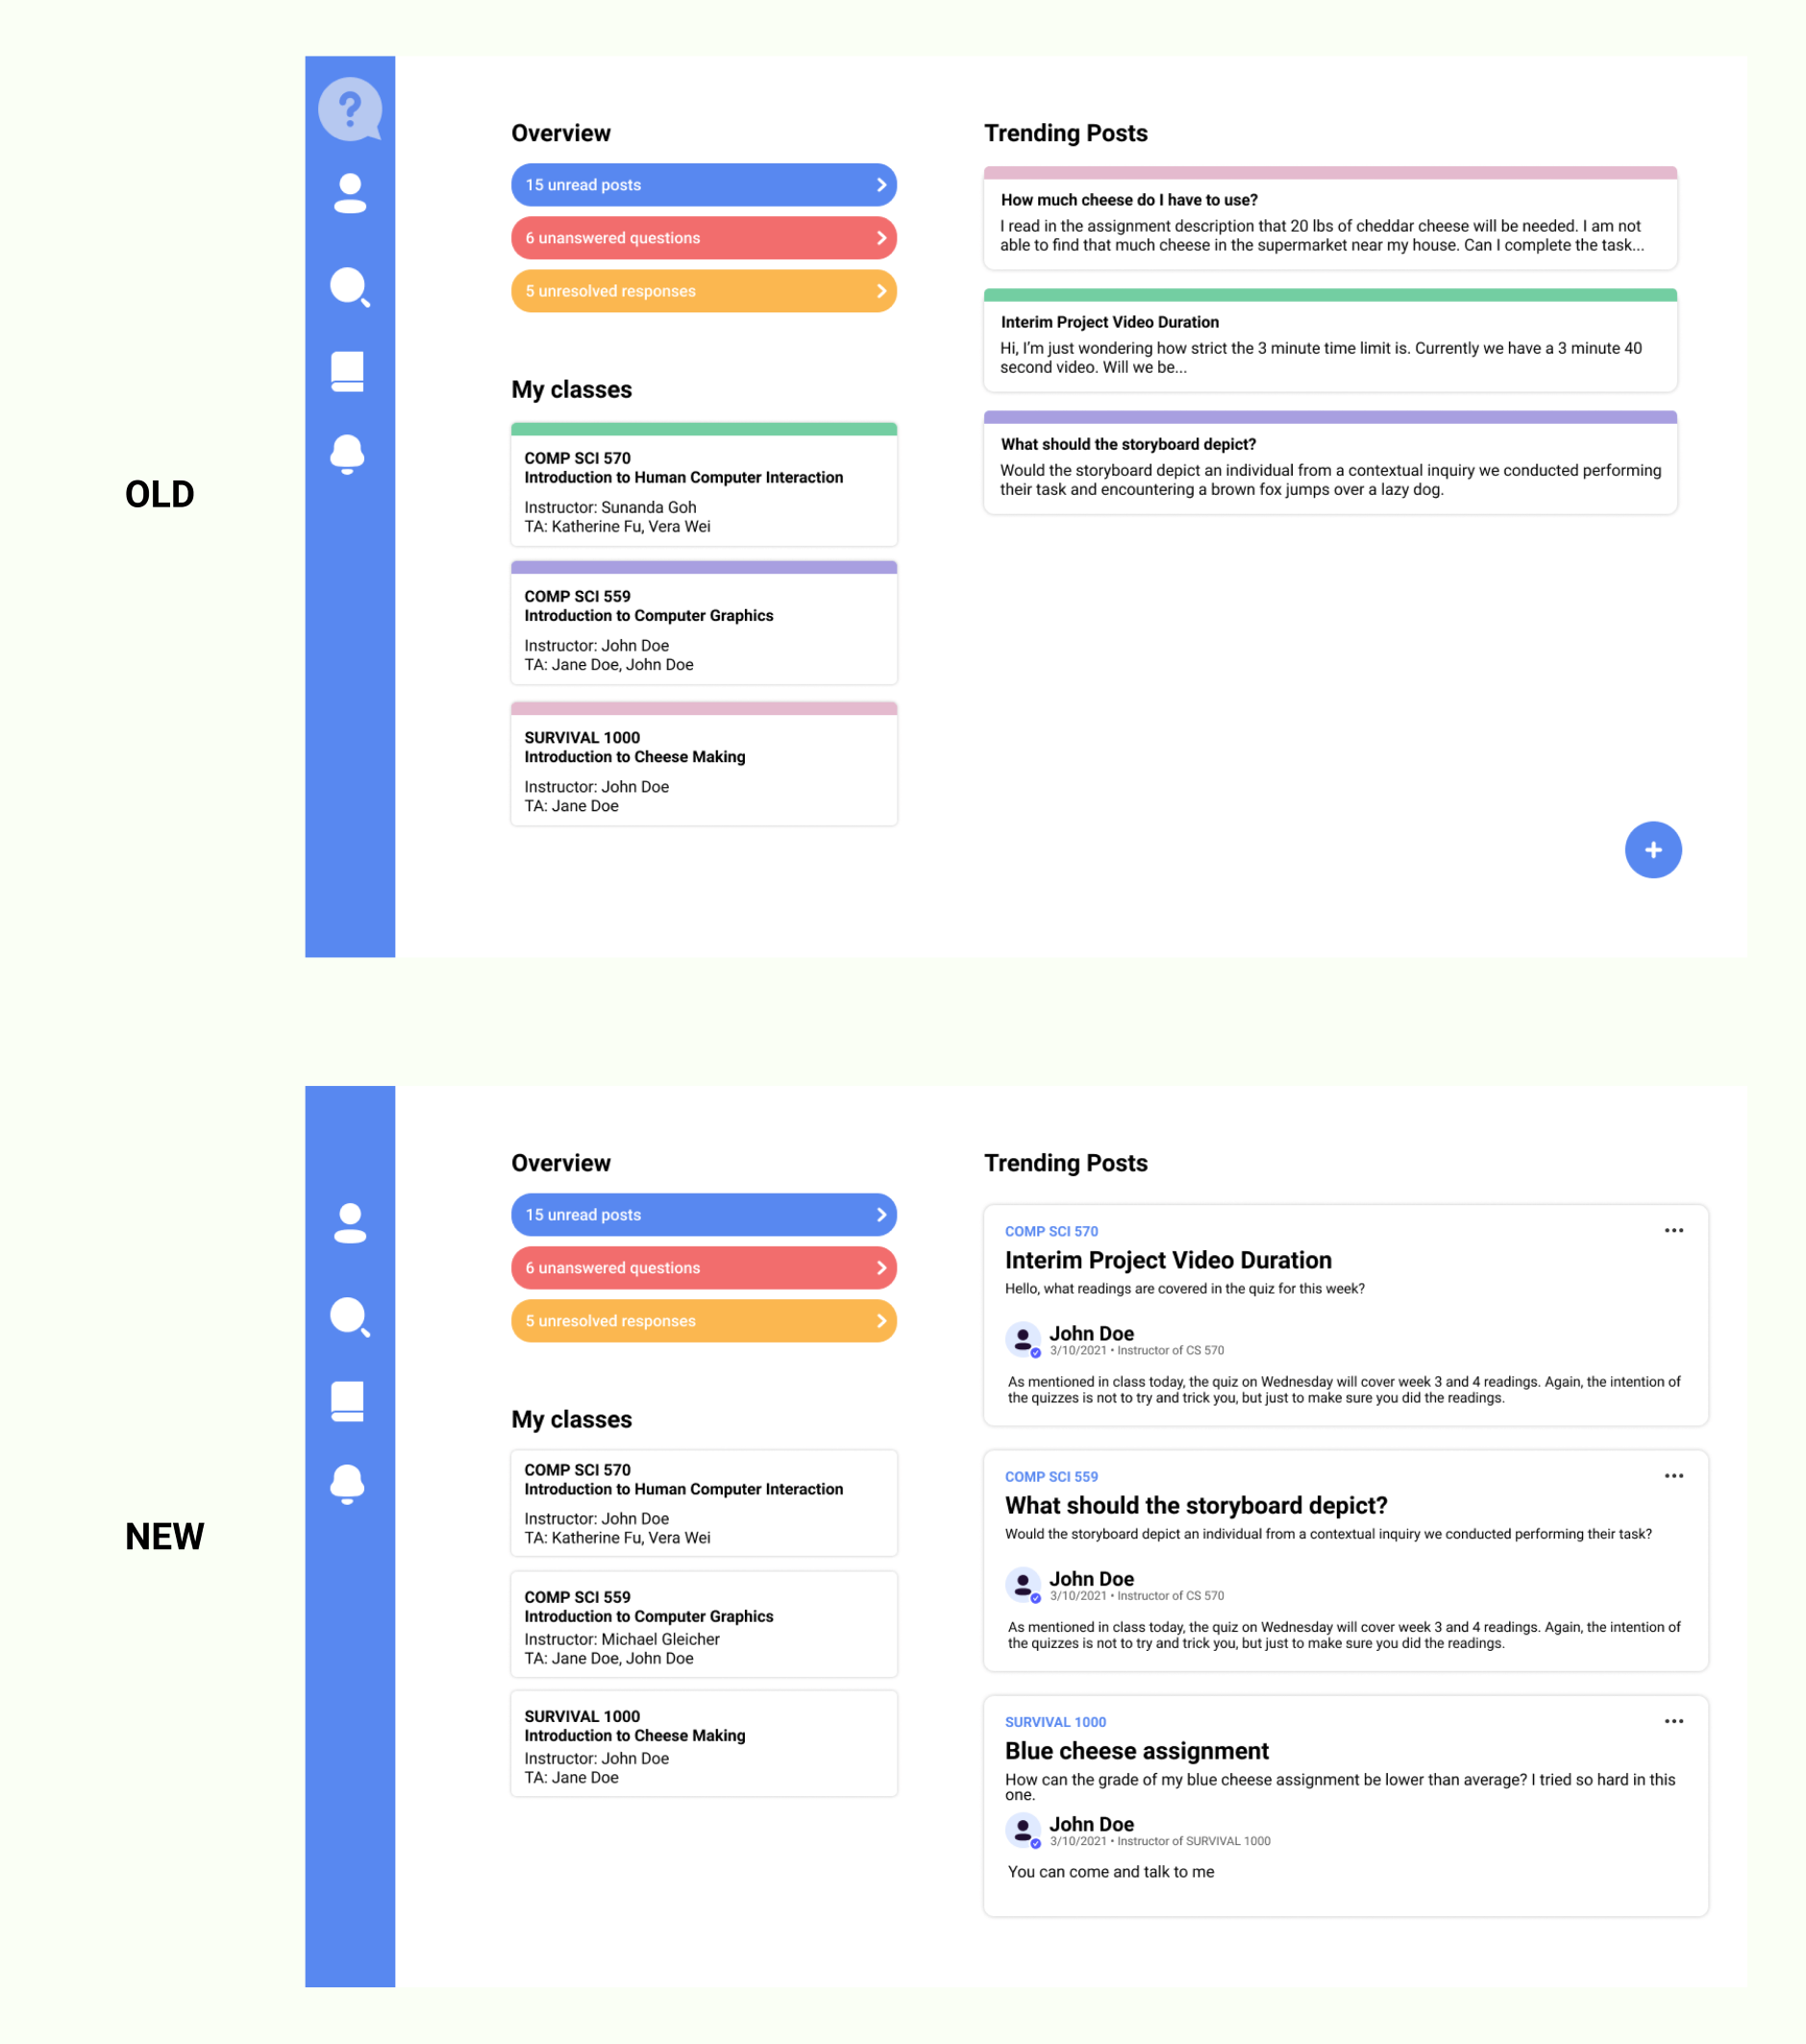 OLD
?
Overview
15 unread posts
6 unanswered questions
5 unresolved responses
My classes
COMP SCI 570
Introduction to Human Computer Interaction
Instructor: Sunanda Goh
TA: Katherine Fu, Vera Wei
COMP SCI 559
Introduction to Computer Graphics
Instructor: John Doe
TA: Jane Doe, John Doe
SURVIVAL 1000
Introduction to Cheese Making
Instructor: John Doe
TA: Jane Doe
Trending Posts
How much cheese do I have to use?
I read in the assignment description that 20 lbs of cheddar cheese will be needed. I am not
able to find that much cheese in the supermarket near my house. Can I complete the task...
Interim Project Video Duration
Hi, I’m just wondering how strict the 3 minute time limit is. Currently we have a 3 minute 40
second video. Will we be...
What should the storyboard depict?
Would the storyboard depict an individual from a contextual inquiry we conducted performing
their task and encountering a brown fox jumps over a lazy dog.
+
NEW
Overview
15 unread posts
6 unanswered questions
5 unresolved responses
My classes
COMP SCI 570
Introduction to Human Computer Interaction
Instructor: John Doe
TA: Katherine Fu, Vera Wei
COMP SCI 559
Introduction to Computer Graphics
Instructor: Michael Gleicher
TA: Jane Doe, John Doe
SURVIVAL 1000
Introduction to Cheese Making
Instructor: John Doe
TA: Jane Doe
Trending Posts
COMP SCI 570
Interim Project Video Duration
Hello, what readings are covered in the quiz for this week?
John Doe
3/10/2021 • Instructor of CS 570
As mentioned in class today, the quiz on Wednesday will cover week 3 and 4 readings. Again, the intention of
the quizzes is not to try and trick you, but just to make sure you did the readings.
COMP SCI 559
What should the storyboard depict?
Would the storyboard depict an individual from a contextual inquiry we conducted performing their task?
John Doe
3/10/2021 • Instructor of CS 570
As mentioned in class today, the quiz on Wednesday will cover week 3 and 4 readings. Again, the intention of
the quizzes is not to try and trick you, but just to make sure you did the readings.
SURVIVAL 1000
Blue cheese assignment
How can the grade of my blue cheese assignment be lower than average? I tried so hard in this
one.
John Doe
3/10/2021 • Instructor of SURVIVAL 1000
You can come and talk to me